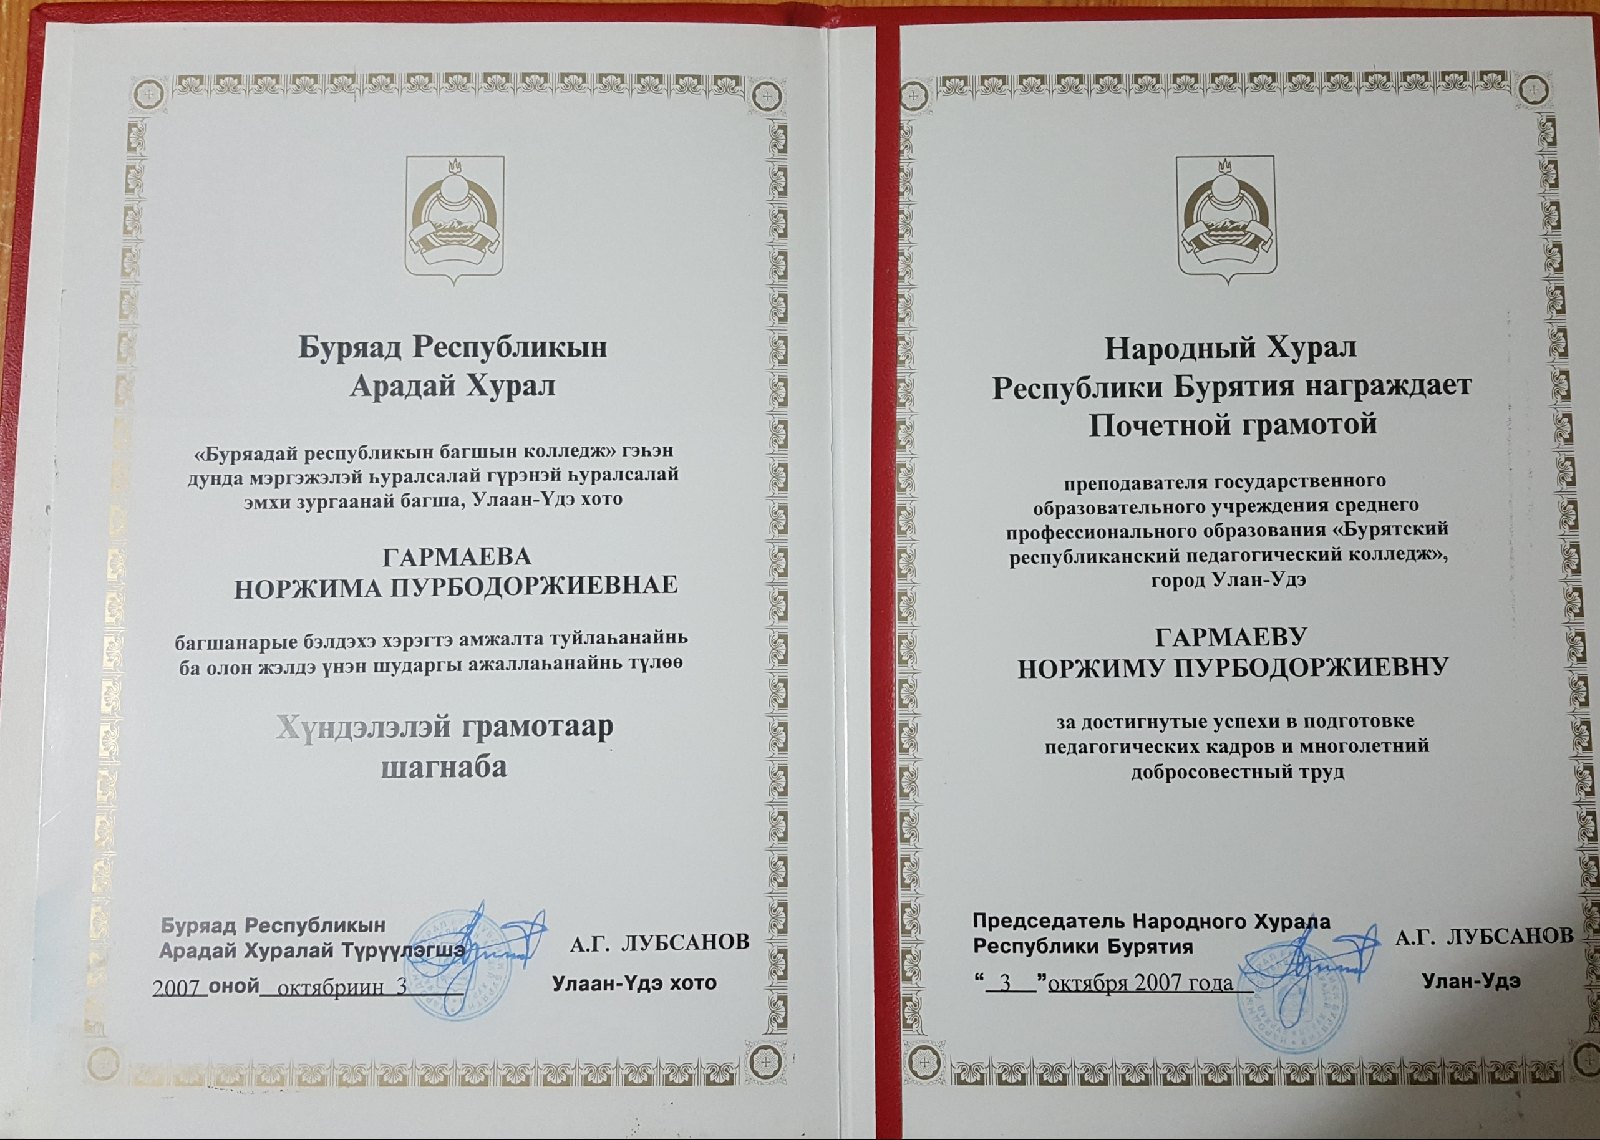 Буряад Республикын
Арадай Хурал
«Буряадай республикын багшын колледж» гэһэн
дунда мэргэжэлэй һуралсалай гүрэнэй һуралсалай
эмхи зургаанай багша, Улаан-Үдэ хото
ГАРМАЕВА
НОРЖИМА ПУРБОДОРЖИЕВНАЕ
багшанарые бэлдэхэ хэрэгтэ амжалта туйлаһанайнь
ба олон жэлдэ үнэн шударгы ажаллаһанайнь түлөө
Хүндэлэлэй грамотаар
шагнаба
Буряад Республикын
Арадай Хуралай Түрүүлэгшэ
А.Г. ЛУБСАНОВ
2007 оной октябриин 3
Улаан-Үдэ хото
Народный Хурал
Республики Бурятия награждает
Почетной грамотой
преподавателя государственного
образовательного учреждения среднего
профессионального образования «Бурятский
республиканский педагогический колледж»,
город Улан-Удэ
ГАРМАЕВУ
НОРЖИМУ ПУРБОДОРЖИЕВНУ
за достигнутые успехи в подготовке
педагогических кадров и многолетний
добросовестный труд
Председатель Народного Хурала
Республики Бурятия
А.Г. ЛУБСАНОВ
“ 3 ” октября 2007 года
Улан-Удэ